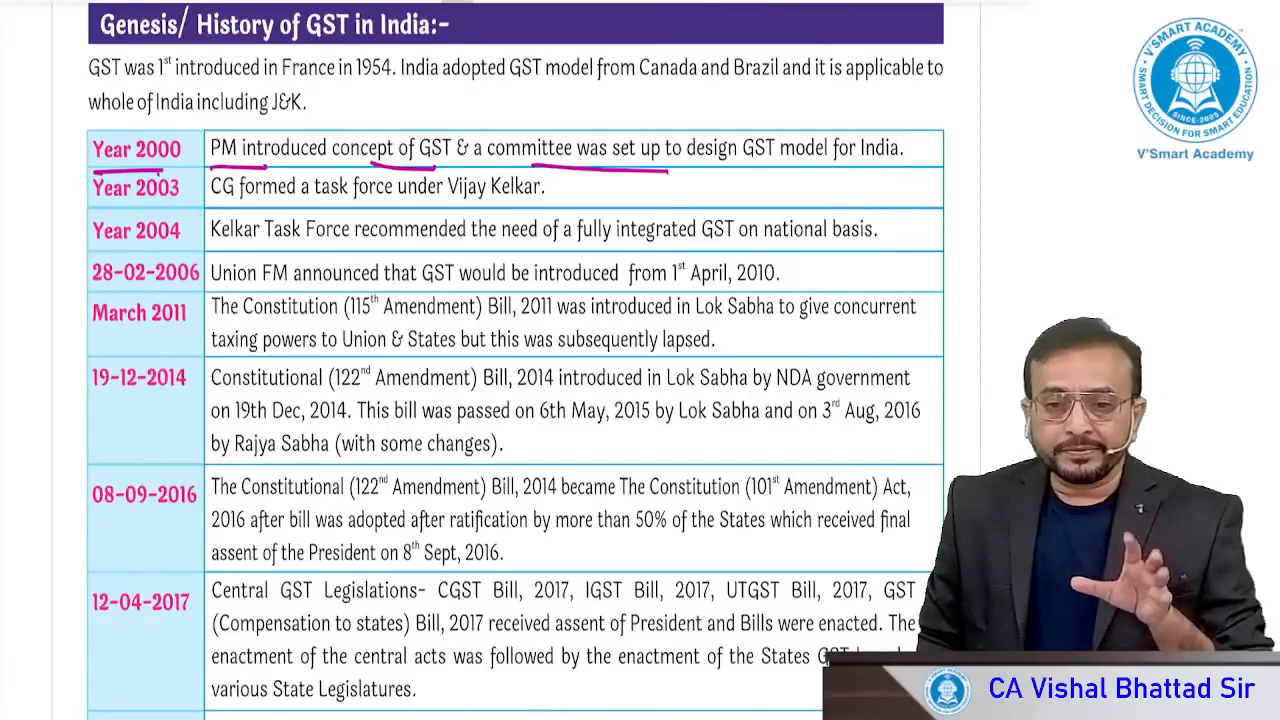 Genesis/ History of GST in India:-
GST was 1st introduced in France in 1954. India adopted GST model from Canada and Brazil and it is applicable to
whole of India including J&K.
Year 2000 PM introduced concept of GST & a committee was set up to design GST model for India.
Year 2003 CG formed a task force under Vijay Kelkar.
Year 2004 Kelkar Task Force recommended the need of a fully integrated GST on national basis.
28-02-2006 Union FM announced that GST would be introduced from 1st April, 2010.
March 2011 The Constitution (115th Amendment) Bill, 2011 was introduced in Lok Sabha to give concurrent
taxing powers to Union & States but this was subsequently lapsed.
19-12-2014 Constitutional (122nd Amendment) Bill, 2014 introduced in Lok Sabha by NDA government
on 19th Dec, 2014. This bill was passed on 6th May, 2015 by Lok Sabha and on 3rd Aug, 2016
by Rajya Sabha (with some changes).
08-09-2016 The Constitutional (122nd Amendment) Bill, 2014 became The Constitution (101st Amendment) Act,
2016 after bill was adopted after ratification by more than 50% of the States which received final
assent of the President on 8th Sept, 2016.
12-04-2017 Central GST Legislations- CGST Bill, 2017, IGST Bill, 2017, UTGST Bill, 2017, GST
(Compensation to states) Bill, 2017 received assent of President and Bills were enacted. The
enactment of the central acts was followed by the enactment of the States
various State Legislatures.
V'SMART ACADEMY
SMART DECISION FOR SMART EDUCATION
SINCE-2005
V'Smart Academy
CA Vishal Bhattad Sir